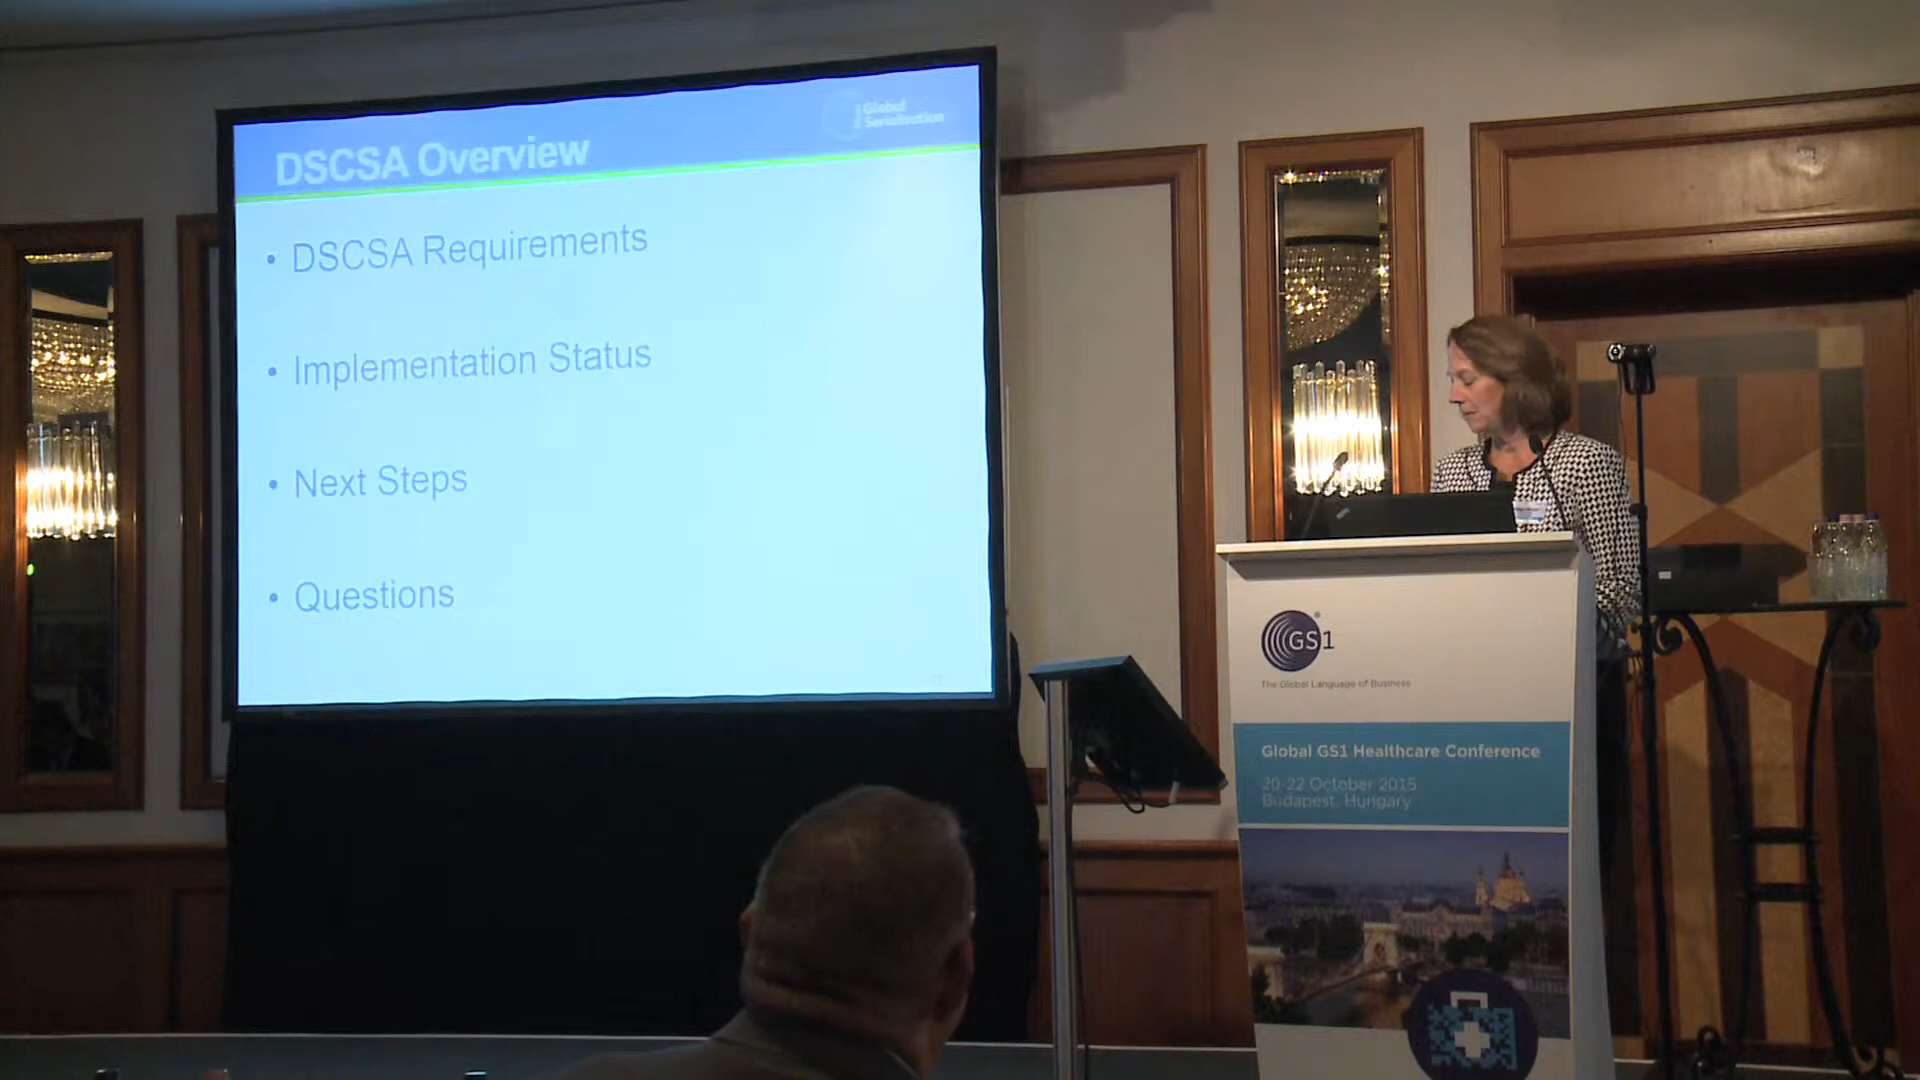 Global
Serialization
DSCSA Overview
• DSCSA Requirements
• Implementation Status
• Next Steps
• Questions
GS1
The Global Language of Business
Global GS1 Healthcare Conference
20-22 October 2015
Budapest, Hungary